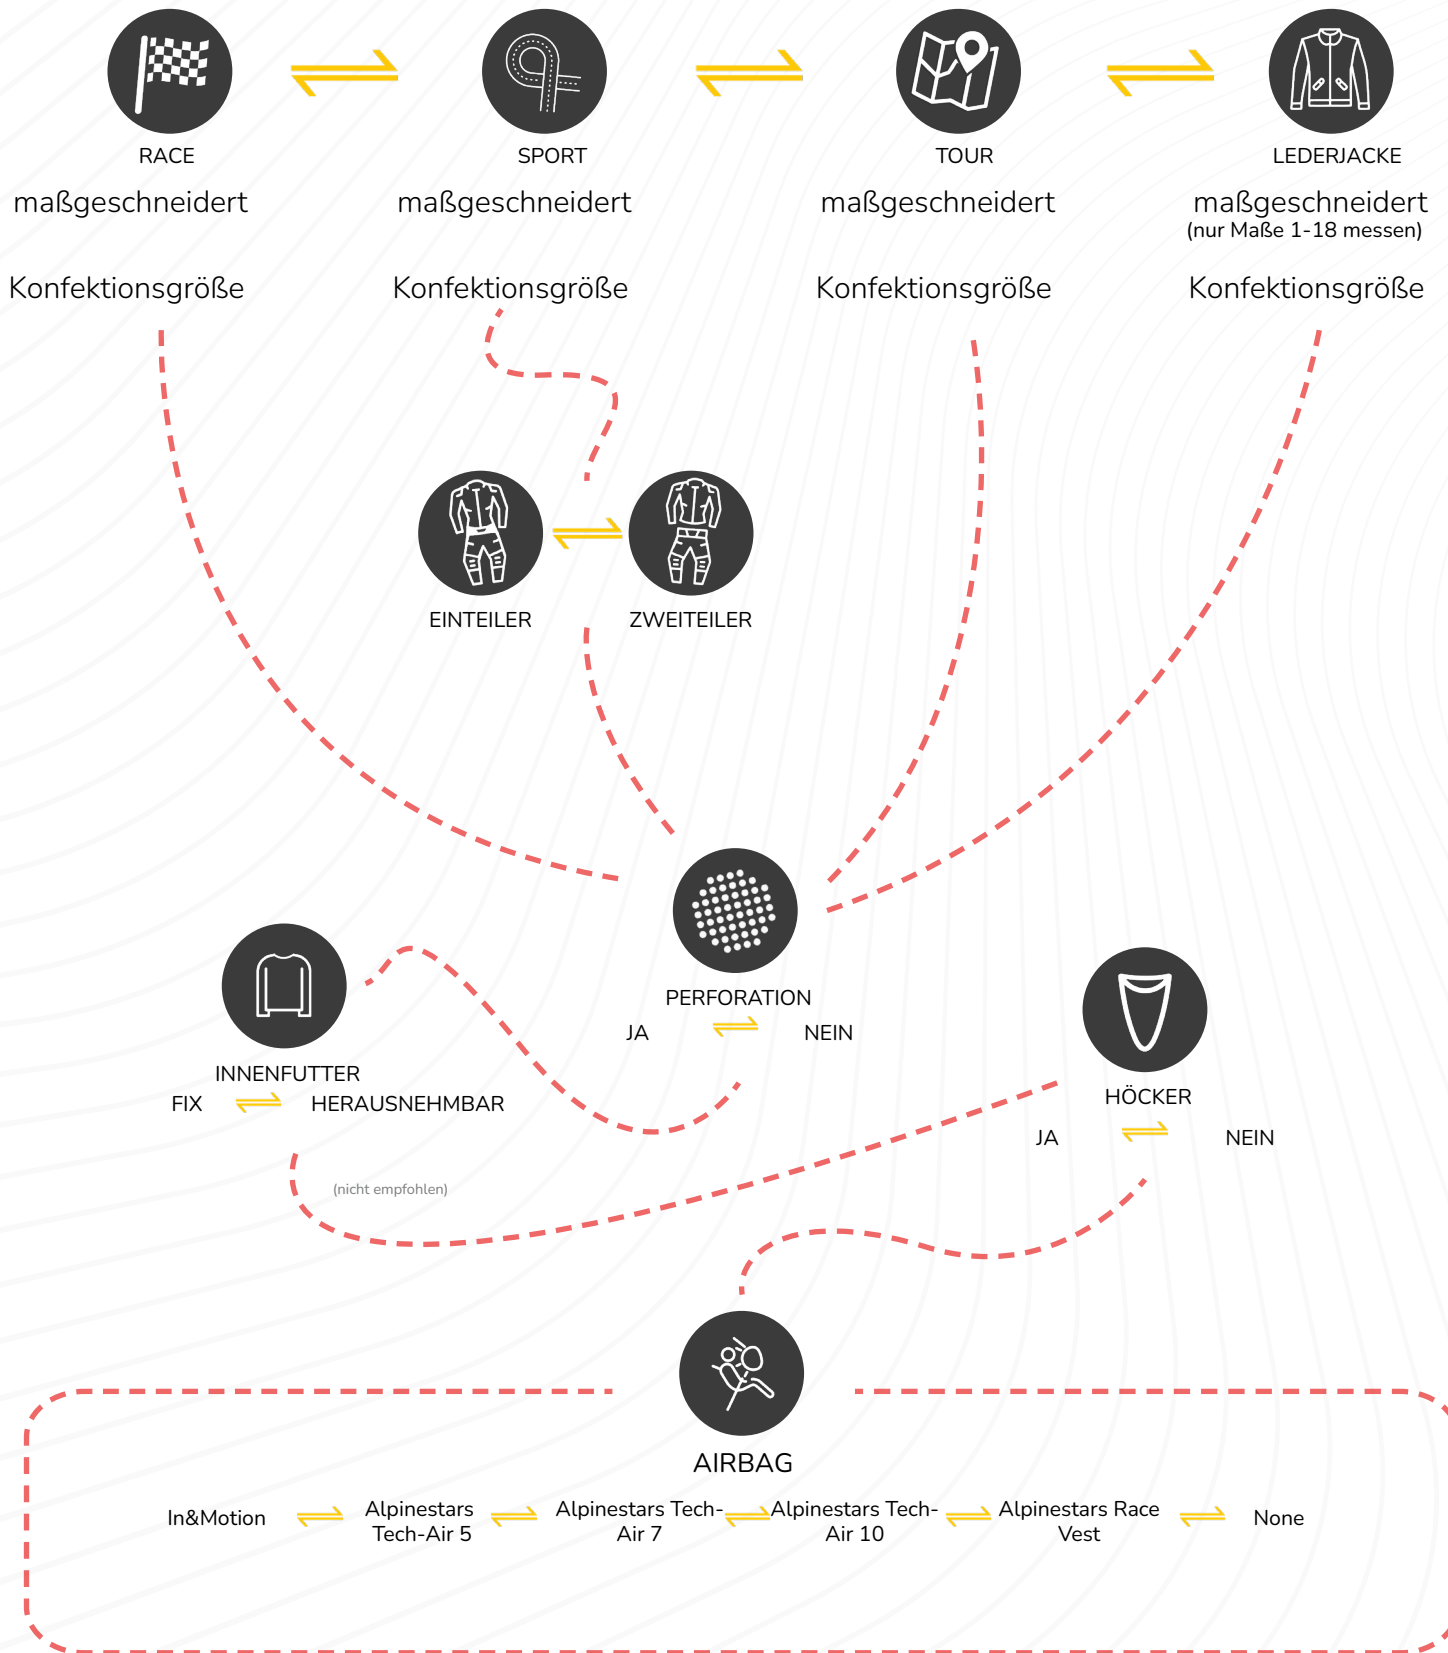 RACE
SPORT
TOUR
LEDERJACKE
maßgeschneidert
maßgeschneidert
maßgeschneidert
maßgeschneidert
(nur Maße 1-18 messen)
Konfektionsgröße
Konfektionsgröße
Konfektionsgröße
Konfektionsgröße
EINTEILER
ZWEITEILER
PERFORATION
JA
NEIN
INNENFUTTER
FIX
HERAUSNEHMBAR
(nicht empfohlen)
HÖCKER
JA
NEIN
AIRBAG
In&Motion
Alpinestars
Tech-Air 5
Alpinestars Tech-
Air 7
Alpinestars Tech-
Air 10
Alpinestars Race
Vest
None